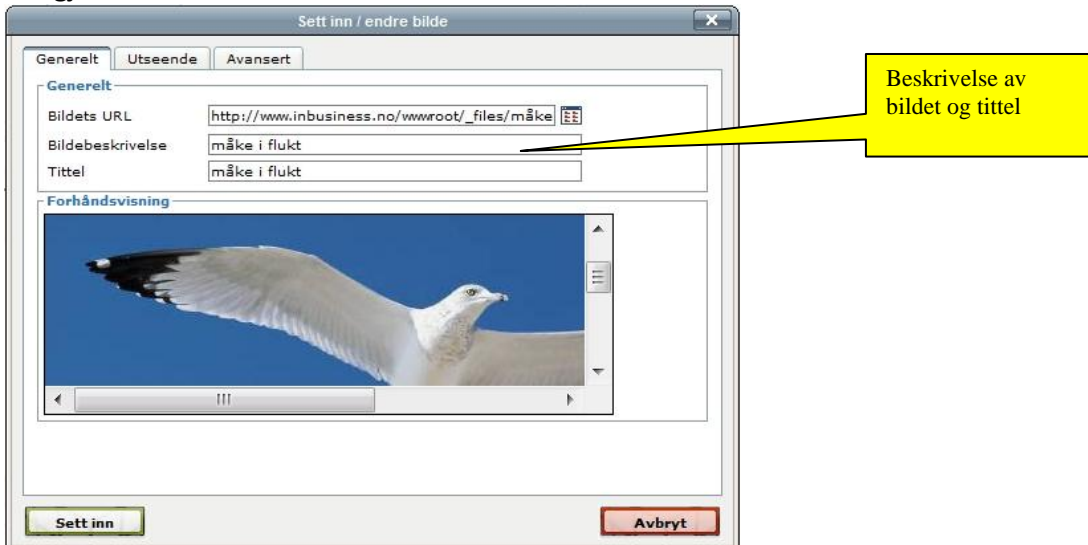 Sett inn / endre bilde
Generelt Utseende Avansert
Generelt
Bildets URL http://www.inbusiness.no/wwwroot/_files/måke
Bildebeskrivelse måke i flukt
Tittel måke i flukt
Forhåndsvisning
Sett inn Avbryt
Beskrivelse av
bildet og tittel